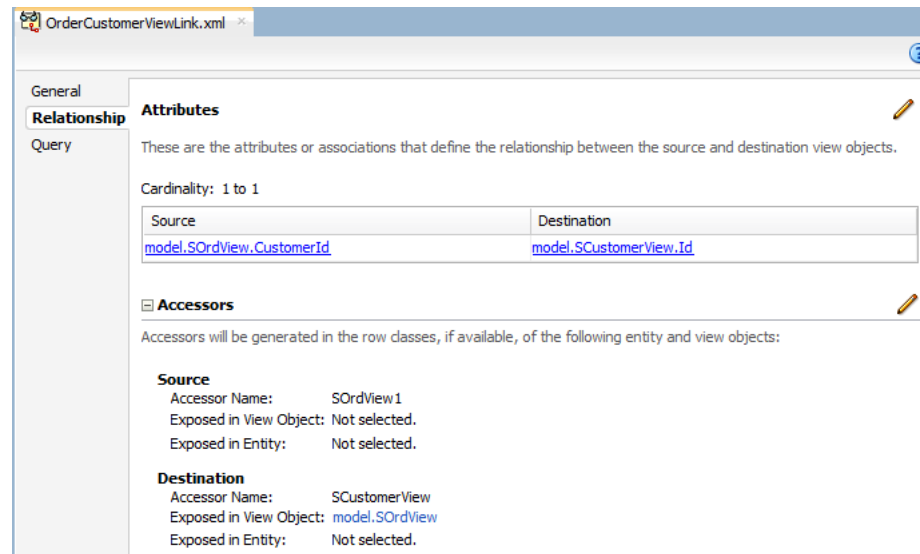 OrderCustomerViewLink.xml
General
Relationship
Query
Attributes
These are the attributes or associations that define the relationship between the source and destination view objects.
Cardinality: 1 to 1
Source Destination
model.SOrdView.CustomerId model.SCustomerView.Id
Accessors
Accessors will be generated in the row classes, if available, of the following entity and view objects:
Source
Accessor Name: SOrdView1
Exposed in View Object: Not selected.
Exposed in Entity: Not selected.
Destination
Accessor Name: SCustomerView
Exposed in View Object: model.SOrdView
Exposed in Entity: Not selected.